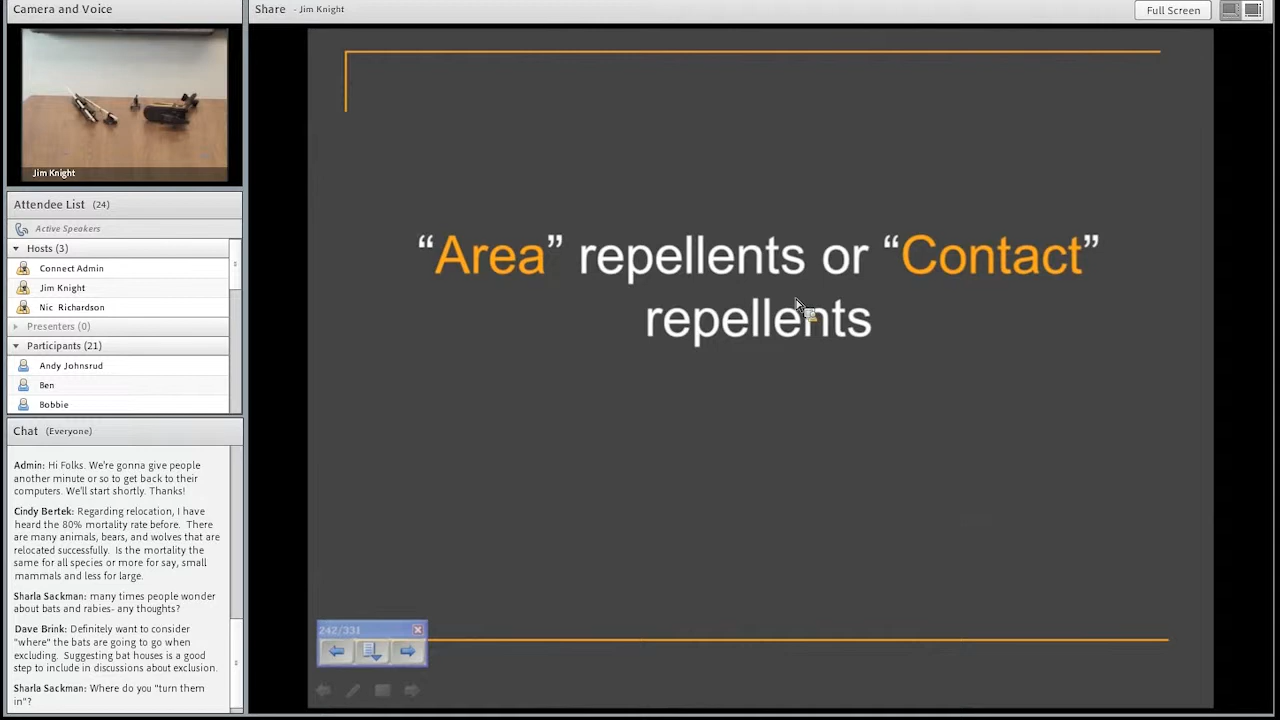 Camera and Voice
Jim Knight
Attendee List (24)
Active Speakers
Hosts (3)
Connect Admin
Jim Knight
Nic Richardson
Presenters (0)
Participants (21)
Andy Johnsrud
Ben
Bobbie
Chat (Everyone)
Admin: Hi Folks. We're gonna give people
another minute or so to get back to their
computers. We'll start shortly. Thanks!
Cindy Bertek: Regarding relocation, I have
heard the 80% mortality rate before. There
are many animals, bears, and wolves that are
relocated successfully. Is the mortality the
same for all species or more for say, small
mammals and less for large.
Sharla Sackman: many times people wonder
about bats and rabies- any thoughts?
Dave Brink: Definitely want to consider
"where" the bats are going to go when
excluding. Suggesting bat houses is a good
step to include in discussions about exclusion.
Sharla Sackman: Where do you "turn them
in"?
Share - Jim Knight
Full Screen
“Area” repellents or “Contact”
repellents
242/331